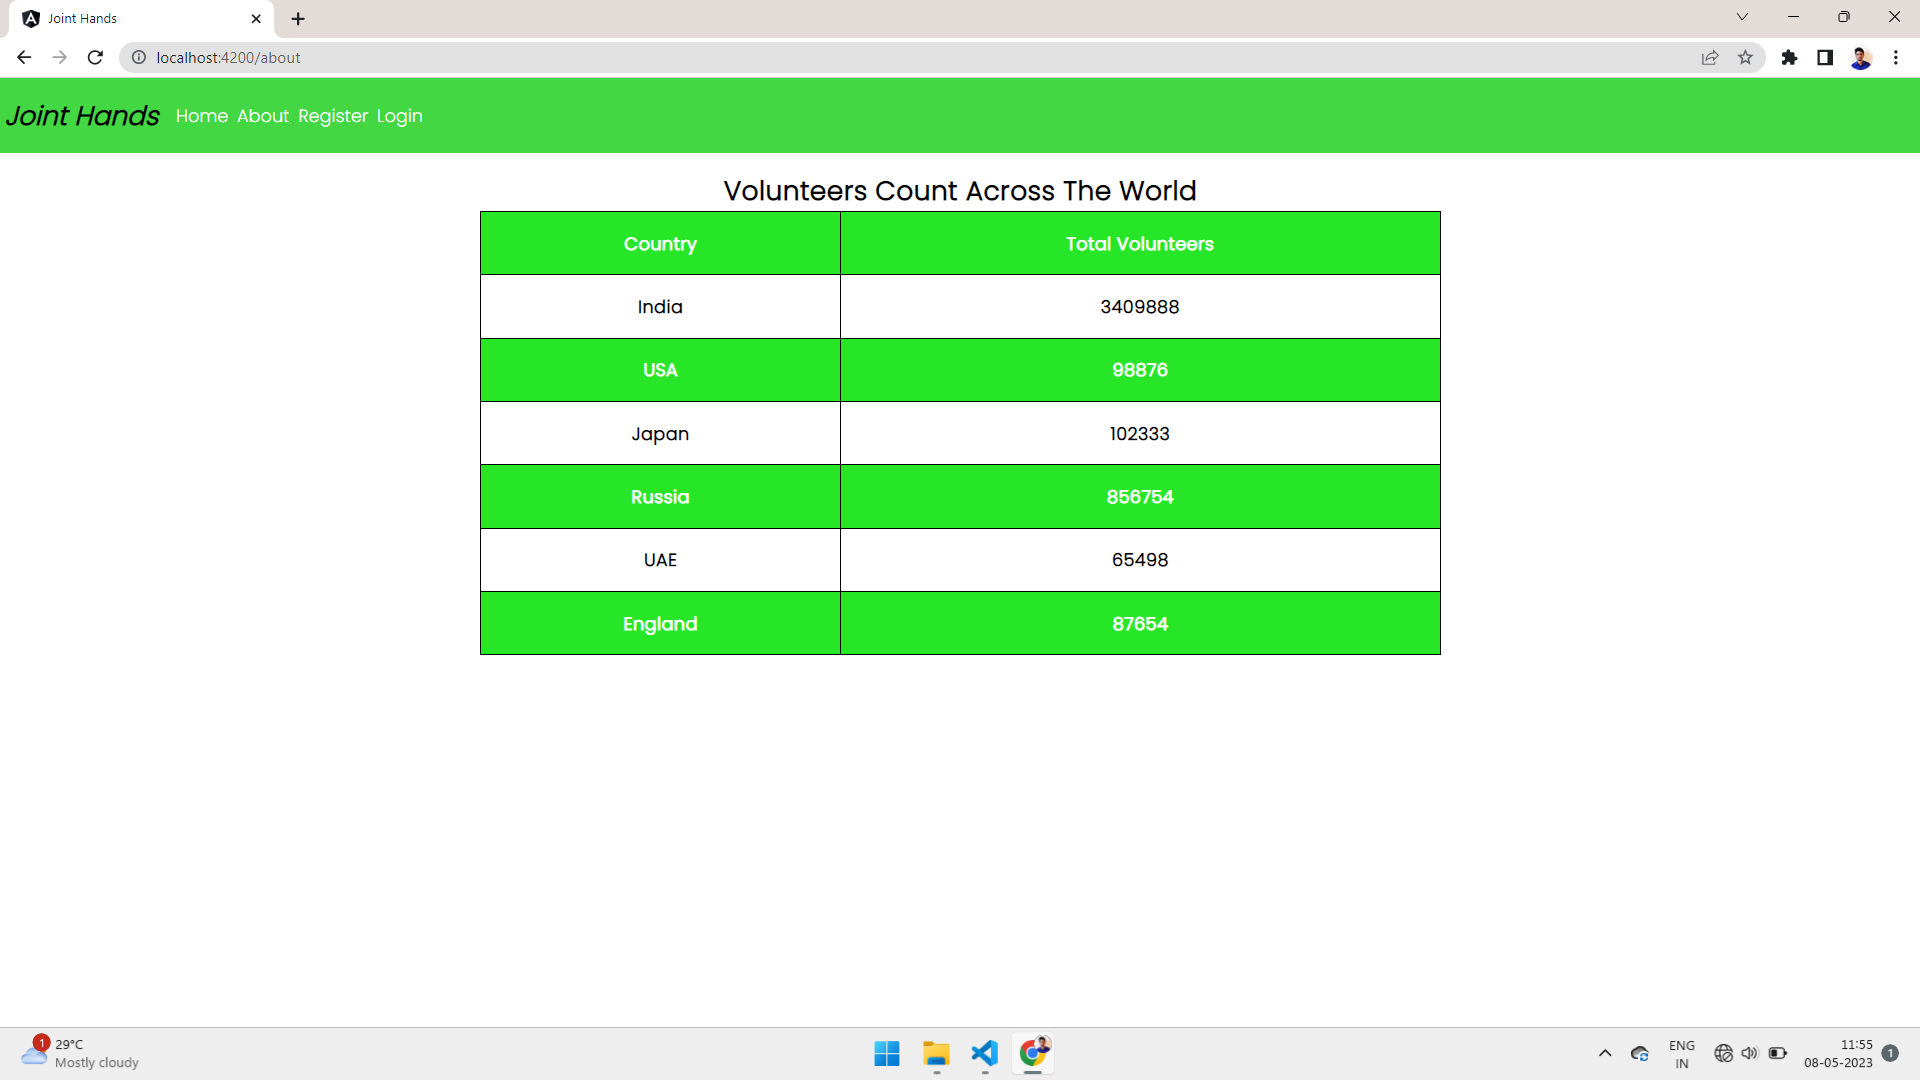 Joint Hands
localhost:4200/about
Joint Hands Home About Register Login
Volunteers Count Across The World
Country Total Volunteers
India 3409888
USA 98876
Japan 102333
Russia 856754
UAE 65498
England 87654
1
29°C
Mostly cloudy
ENG
IN
11:55
08-05-2023
1